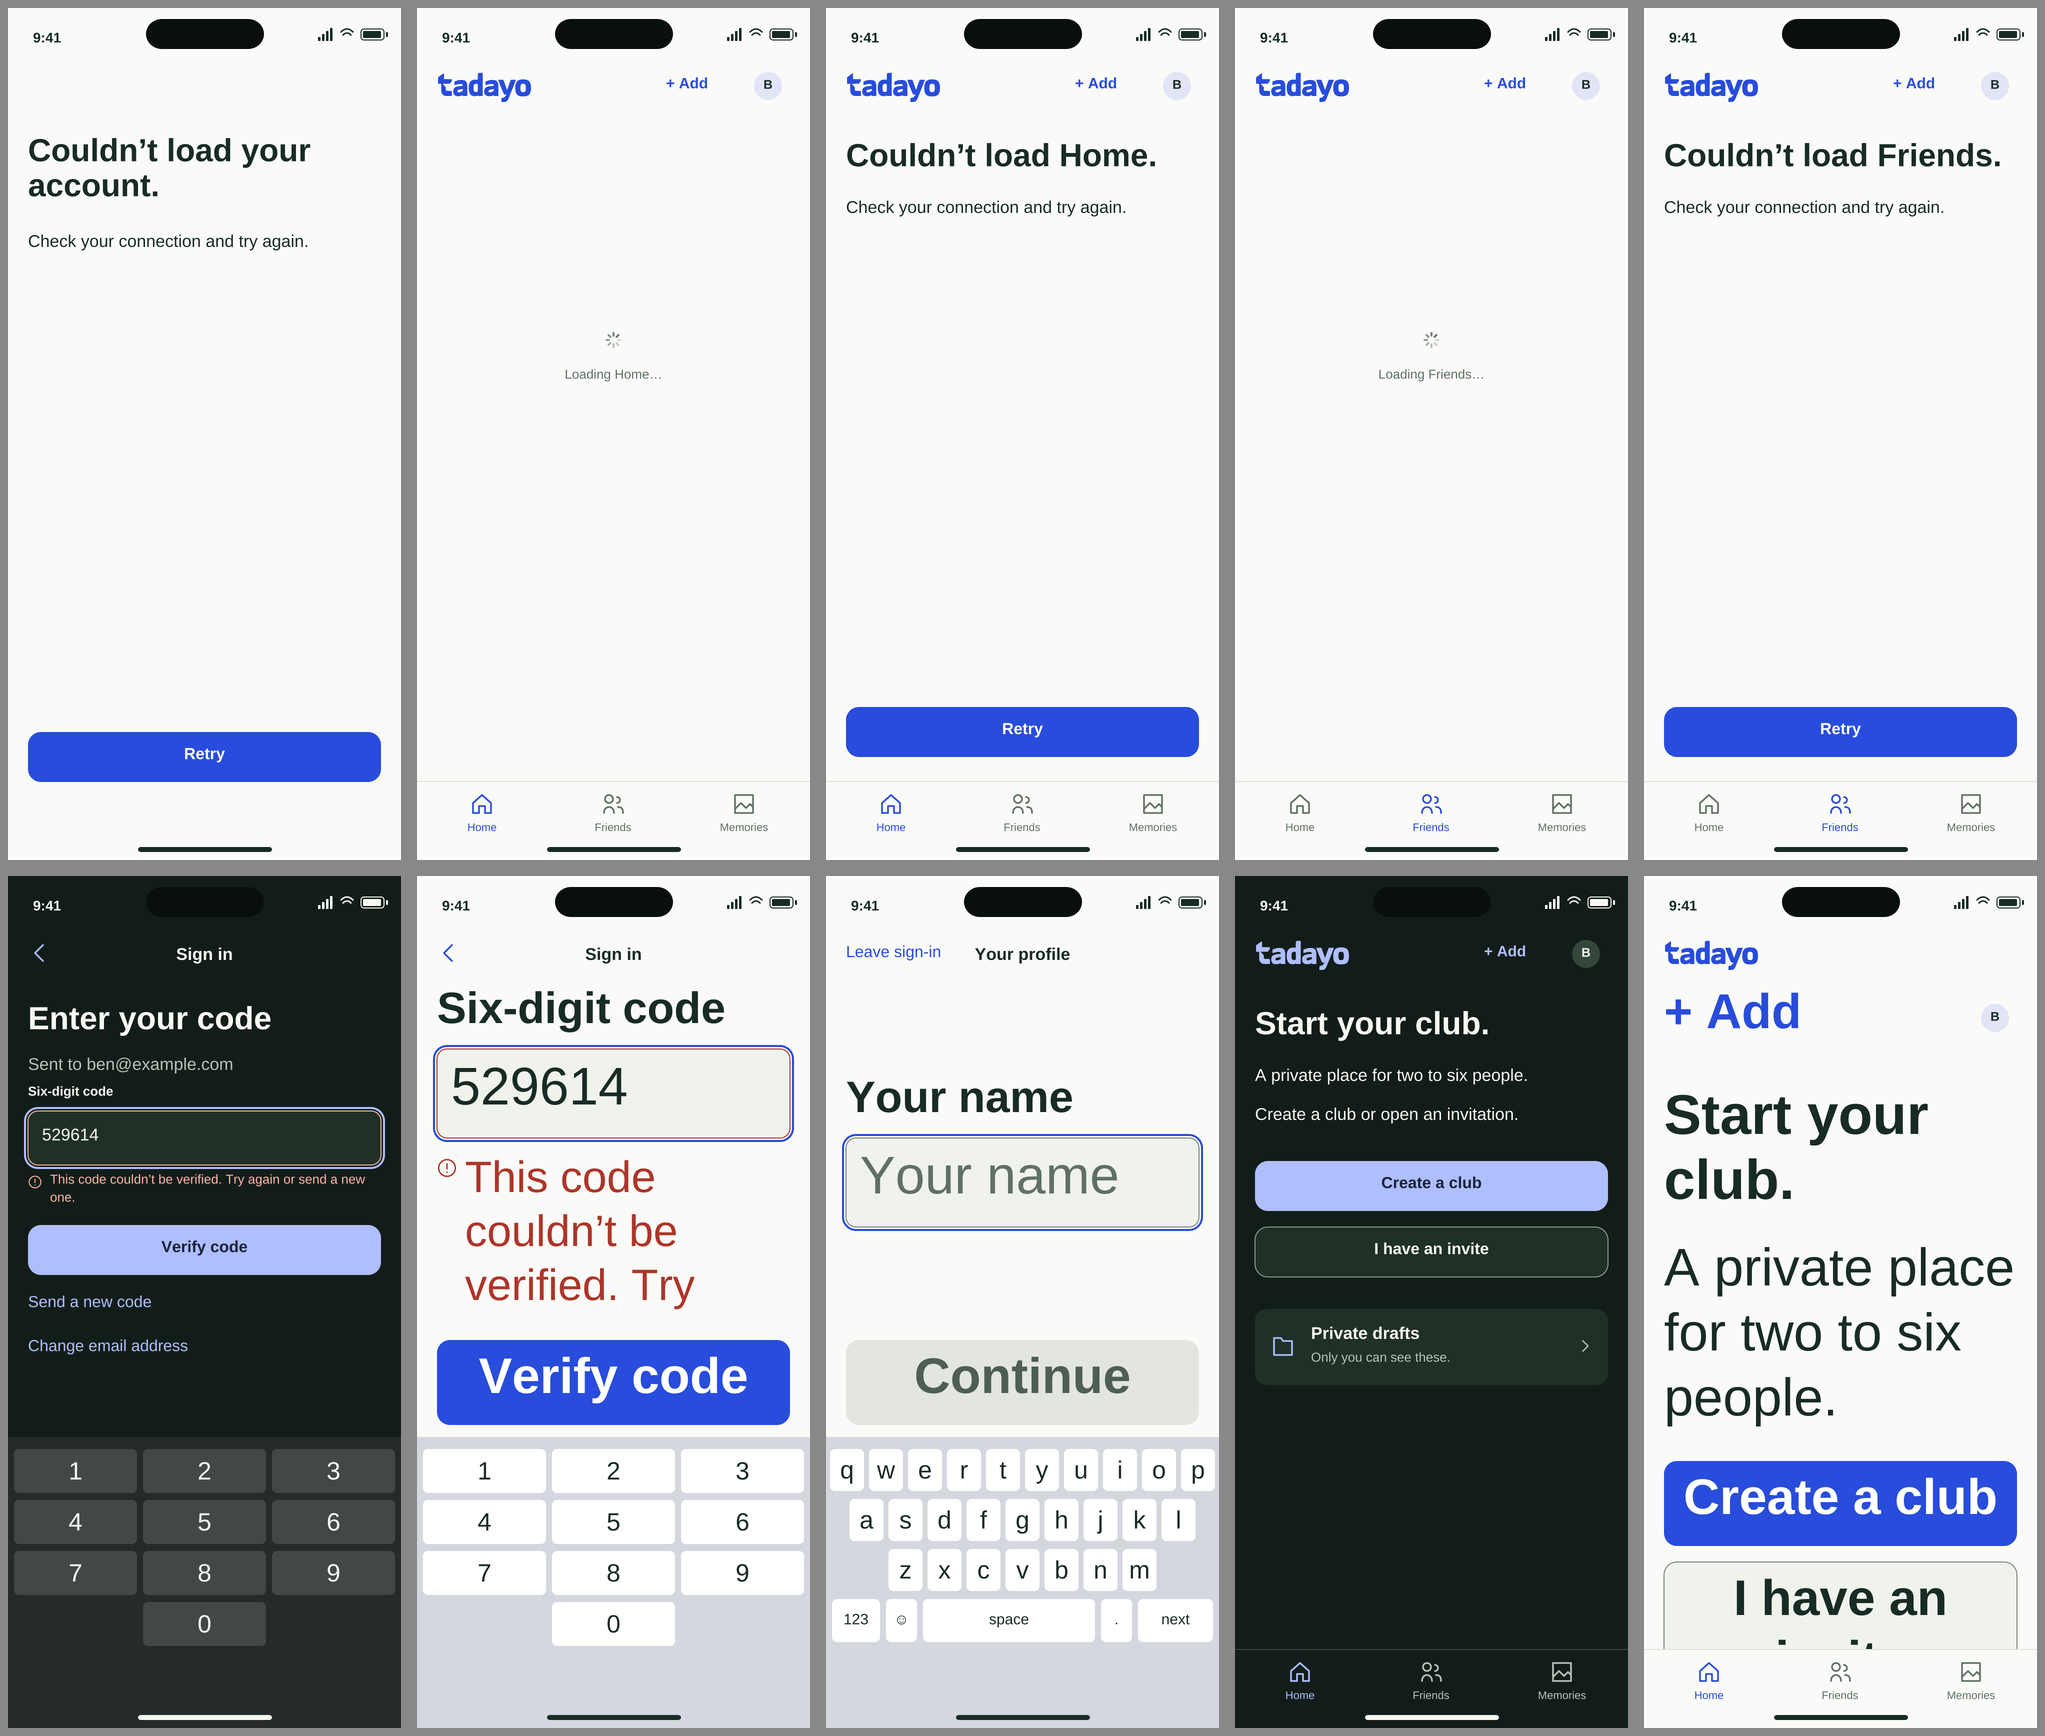 9:41
Couldn’t load your
account.
Check your connection and try again.
Retry
9:41
tadayo
+ Add
B
Loading Home…
Home
Friends
Memories
9:41
tadayo
+ Add
B
Couldn’t load Home.
Check your connection and try again.
Retry
Home
Friends
Memories
9:41
tadayo
+ Add
B
Loading Friends…
Home
Friends
Memories
9:41
tadayo
+ Add
B
Couldn’t load Friends.
Check your connection and try again.
Retry
Home
Friends
Memories
9:41
Sign in
Enter your code
Sent to ben@example.com
Six-digit code
529614
This code couldn’t be verified. Try again or send a new
one.
Verify code
Send a new code
Change email address
1 2 3
4 5 6
7 8 9
0
9:41
Sign in
Six-digit code
529614
This code
couldn’t be
verified. Try
Verify code
1 2 3
4 5 6
7 8 9
0
9:41
Leave sign-in
Your profile
Your name
Your name
Continue
q w e r t y u i o p
a s d f g h j k l
z x c v b n m
123 ☺ space . next
9:41
tadayo
+ Add
B
Start your club.
A private place for two to six people.
Create a club or open an invitation.
Create a club
I have an invite
Private drafts
Only you can see these.
Home
Friends
Memories
9:41
tadayo
+ Add
B
Start your
club.
A private place
for two to six
people.
Create a club
I have an
Home
Friends
Memories